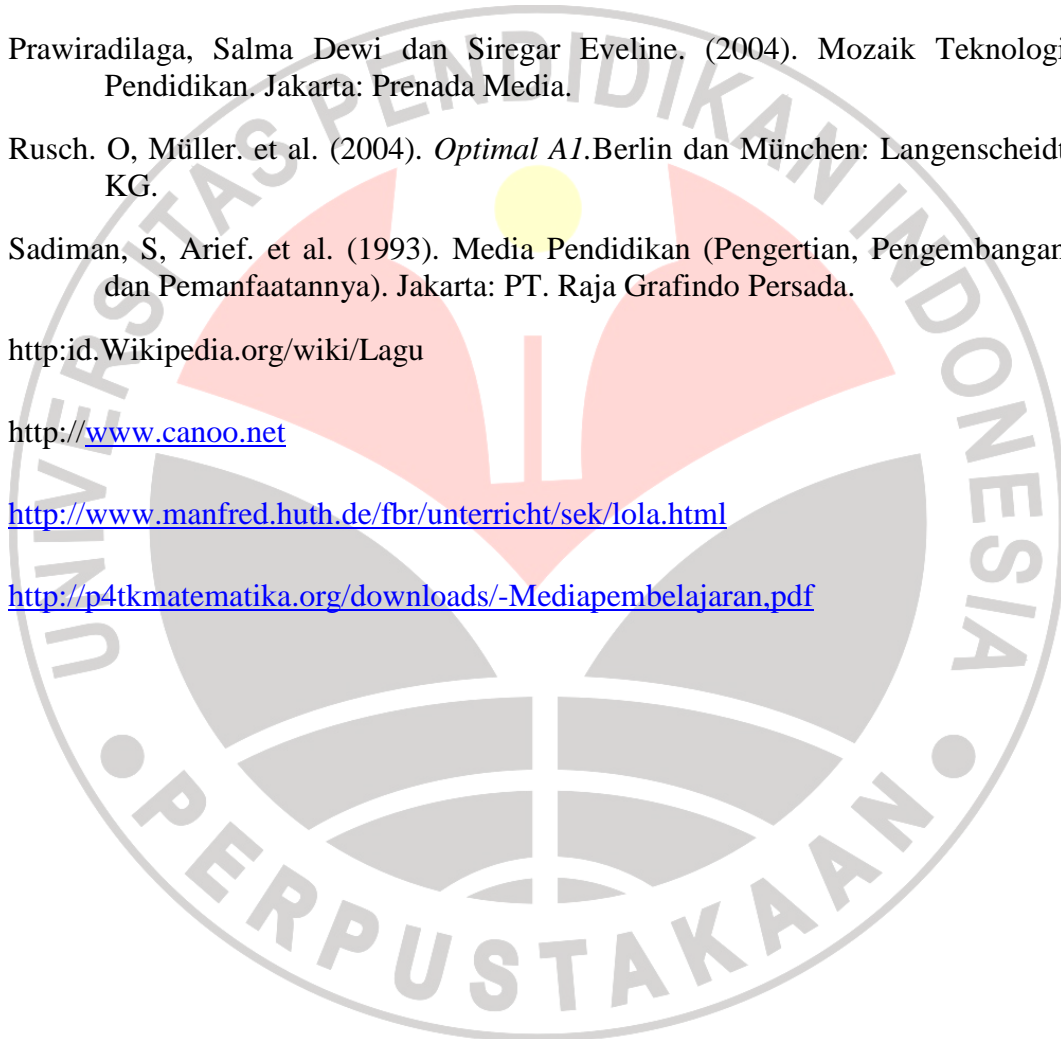 Prawiradilaga, Salma Dewi dan Siregar Eveline. (2004). Mozaik Teknologi
Pendidikan. Jakarta: Prenada Media.
Rusch. O, Müller. et al. (2004). Optimal A1.Berlin dan München: Langenscheidt
KG.
Sadiman, S, Arief. et al. (1993). Media Pendidikan (Pengertian, Pengembangan
dan Pemanfaatannya). Jakarta: PT. Raja Grafindo Persada.
http:id.Wikipedia.org/wiki/Lagu
http://www.canoo.net
http://www.manfred.huth.de/fbr/unterricht/sek/lola.html
http://p4tkmatematika.org/downloads/-Mediapembelajaran,pdf
UNIVERSITAS PENDIDIKAN INDONESIA
PERPUSTAKAAN